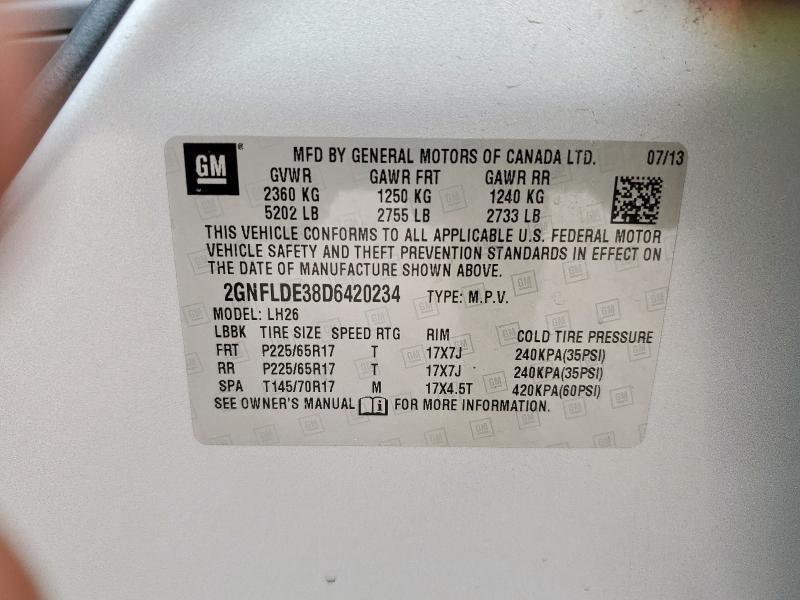 GM ® MFD BY GENERAL MOTORS OF CANADA LTD. 07/13
GVWR GAWR FRT GAWR RR
2360 KG 1250 KG 1240 KG
5202 LB 2755 LB 2733 LB
THIS VEHICLE CONFORMS TO ALL APPLICABLE U.S. FEDERAL MOTOR
VEHICLE SAFETY AND THEFT PREVENTION STANDARDS IN EFFECT ON
THE DATE OF MANUFACTURE SHOWN ABOVE.
2GNFLDE38D6420234 TYPE: M.P.V.
MODEL: LH26
LBBK TIRE SIZE SPEED RTG RIM COLD TIRE PRESSURE
FRT P225/65R17 T 17X7J 240KPA(35PSI)
RR P225/65R17 T 17X7J 240KPA(35PSI)
SPA T145/70R17 M 17X4.5T 420KPA(60PSI)
SEE OWNER'S MANUAL FOR MORE INFORMATION.